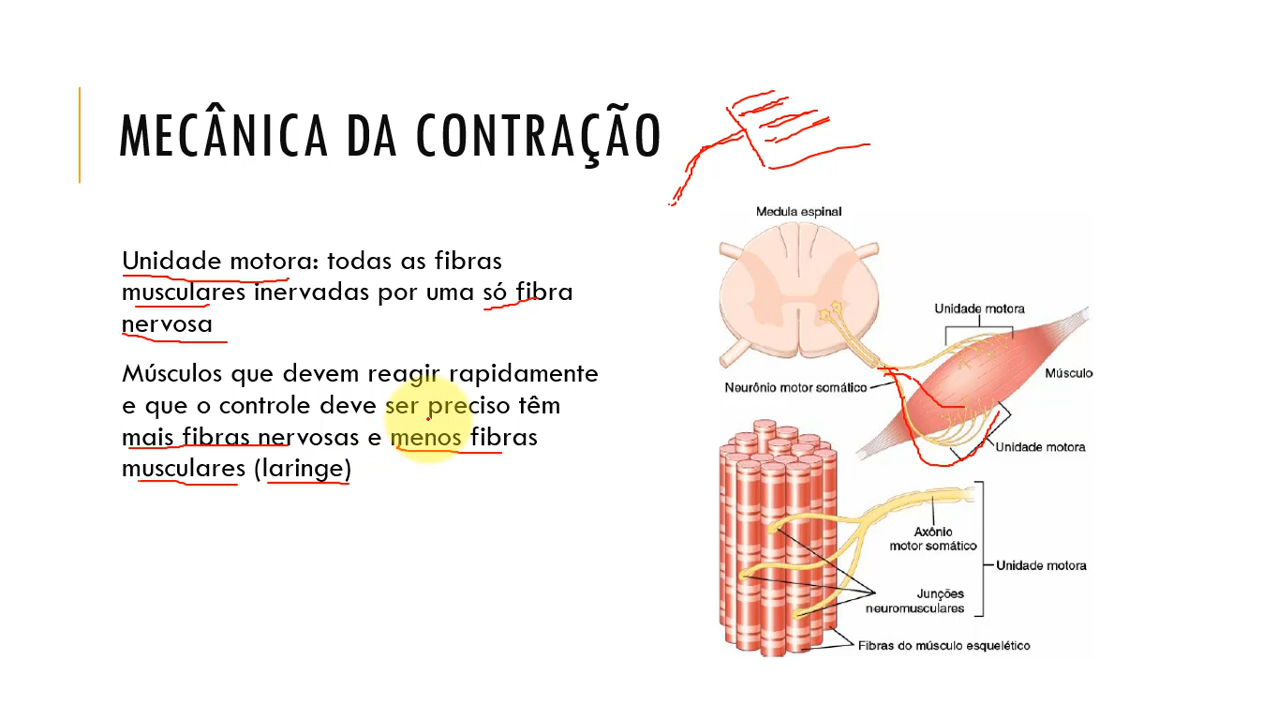 MECÂNICA DA CONTRAÇÃO
Unidade motora: todas as fibras
musculares inervadas por uma só fibra
nervosa
Músculos que devem reagir rapidamente
e que o controle deve ser preciso têm
mais fibras nervosas e menos fibras
musculares (laringe)
Medula espinal
Unidade motora
Músculo
Neurônio motor somático
Unidade motora
Axônio
motor somático
Unidade motora
Junções
neuromusculares
Fibras do músculo esquelético